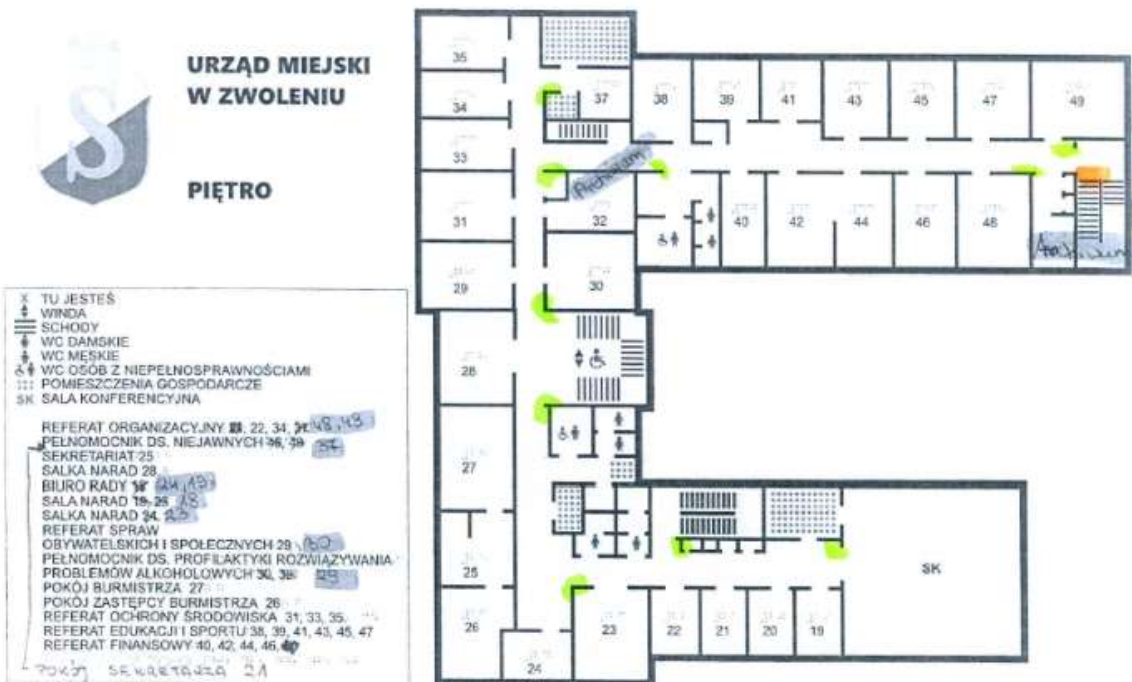 URZĄD MIEJSKI
W ZWOLENIU
PIĘTRO
35
34
33
31
29
28
27
25
26
24
37
38
39
41
43
45
47
49
Archiwum
32
30
40
42
44
46
48
Archiwum
23
22
21
20
19
SK
X TU JESTEŚ
WINDA
SCHODY
WC DAMSKIE
WC MĘSKIE
WC OSÓB Z NIEPEŁNOSPRAWNOŚCIAMI
POMIESZCZENIA GOSPODARCZE
SK SALA KONFERENCYJNA
REFERAT ORGANIZACYJNY 22, 34, 48, 49
PEŁNOMOCNIK DS. NIEJAWNYCH 37
SEKRETARIAT 25
SALKA NARAD 28
BIURO RADY 18
SALA NARAD 18
SALKA NARAD 24 23
REFERAT SPRAW
OBYWATELSKICH I SPOŁECZNYCH 29 30
PEŁNOMOCNIK DS. PROFILAKTYKI ROZWIĄZYWANIA
PROBLEMÓW ALKOHOLOWYCH 30, 38 29
POKÓJ BURMISTRZA 27
POKÓJ ZASTĘPCY BURMISTRZA 26
REFERAT OCHRONY ŚRODOWISKA 31, 33, 35
REFERAT EDUKACJI I SPORTU 38, 39, 41, 43, 45, 47
REFERAT FINANSOWY 40, 42, 44, 46,
POKÓJ SEKRETARZA 21